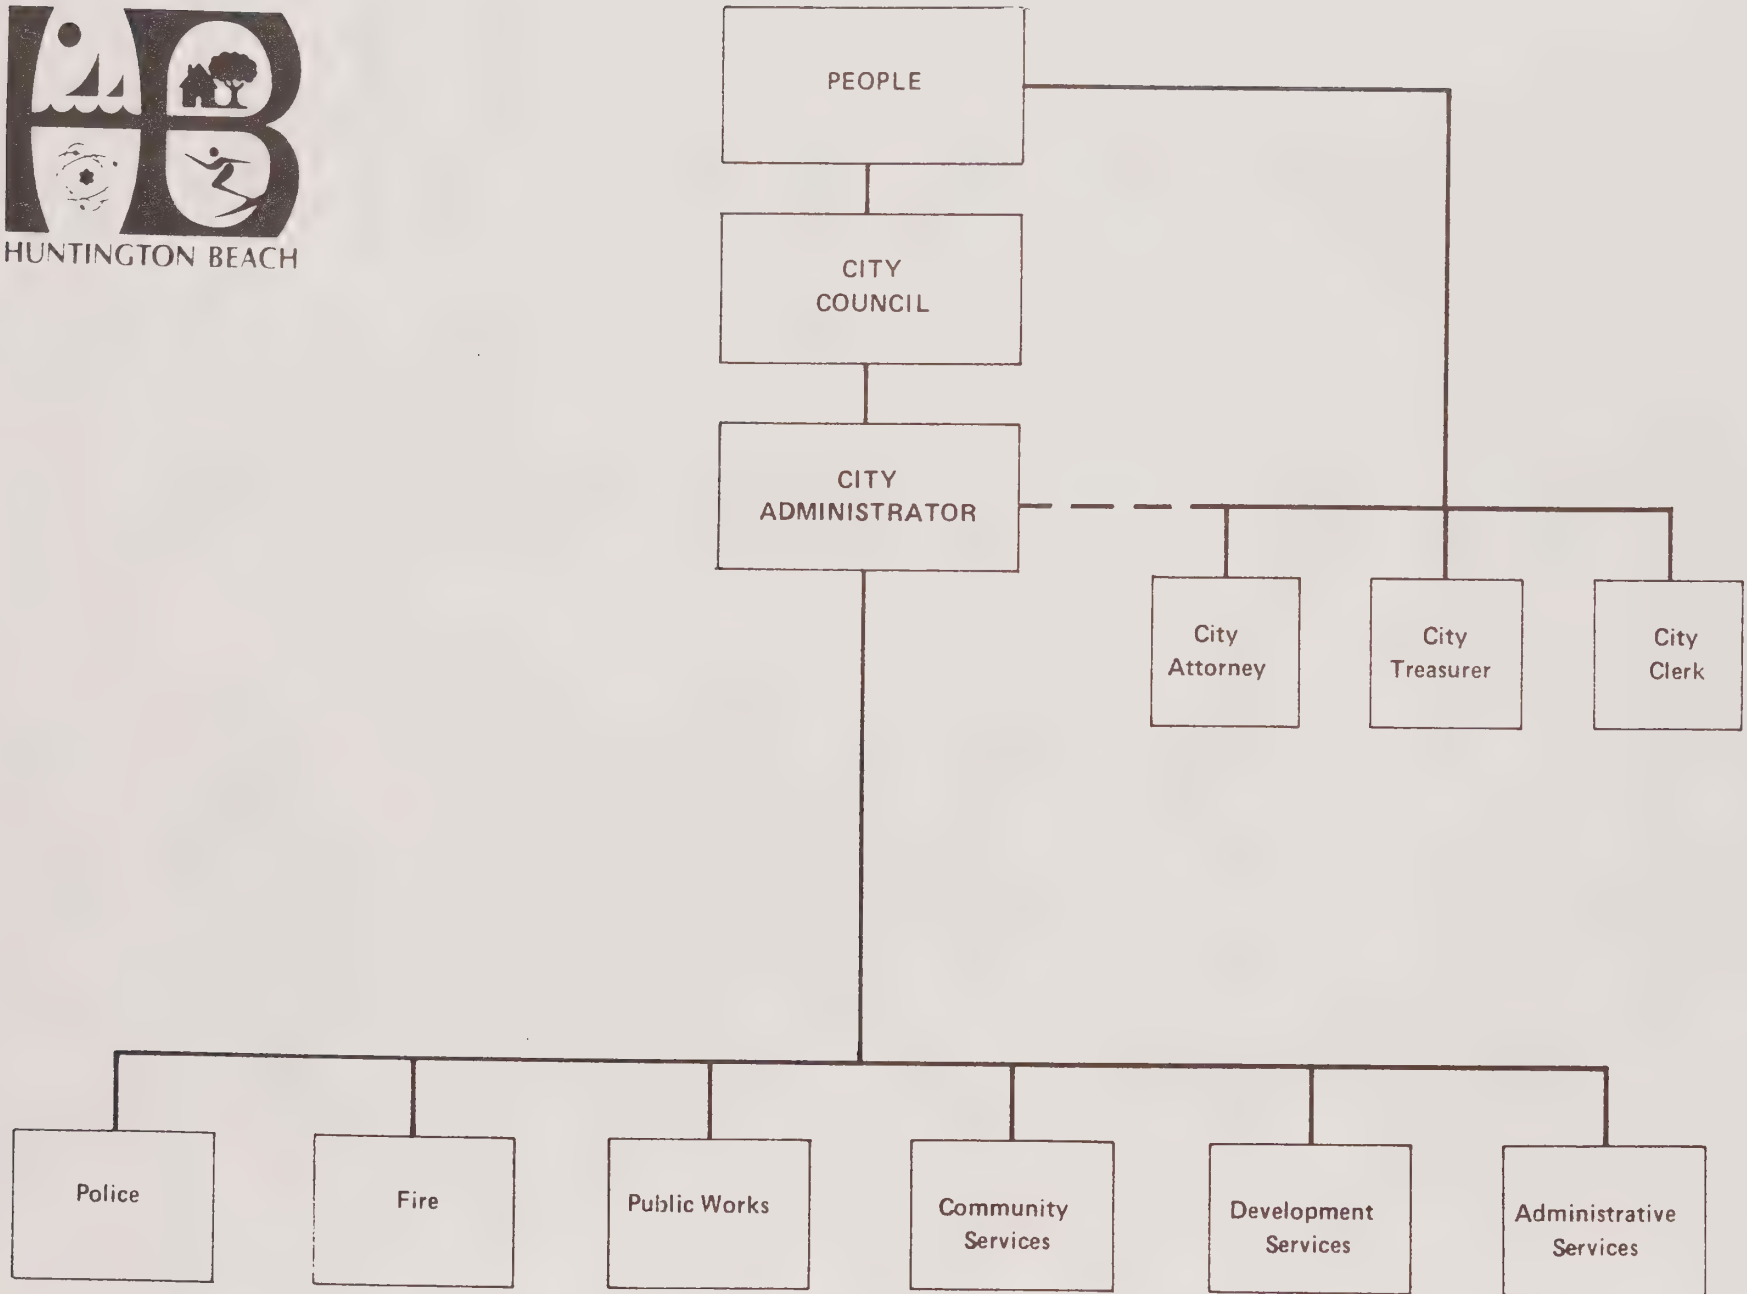 HUNTINGTON BEACH
PEOPLE
CITY
COUNCIL
CITY
ADMINISTRATOR
City
Attorney
City
Treasurer
City
Clerk
Police
Fire
Public Works
Community
Services
Development
Services
Administrative
Services